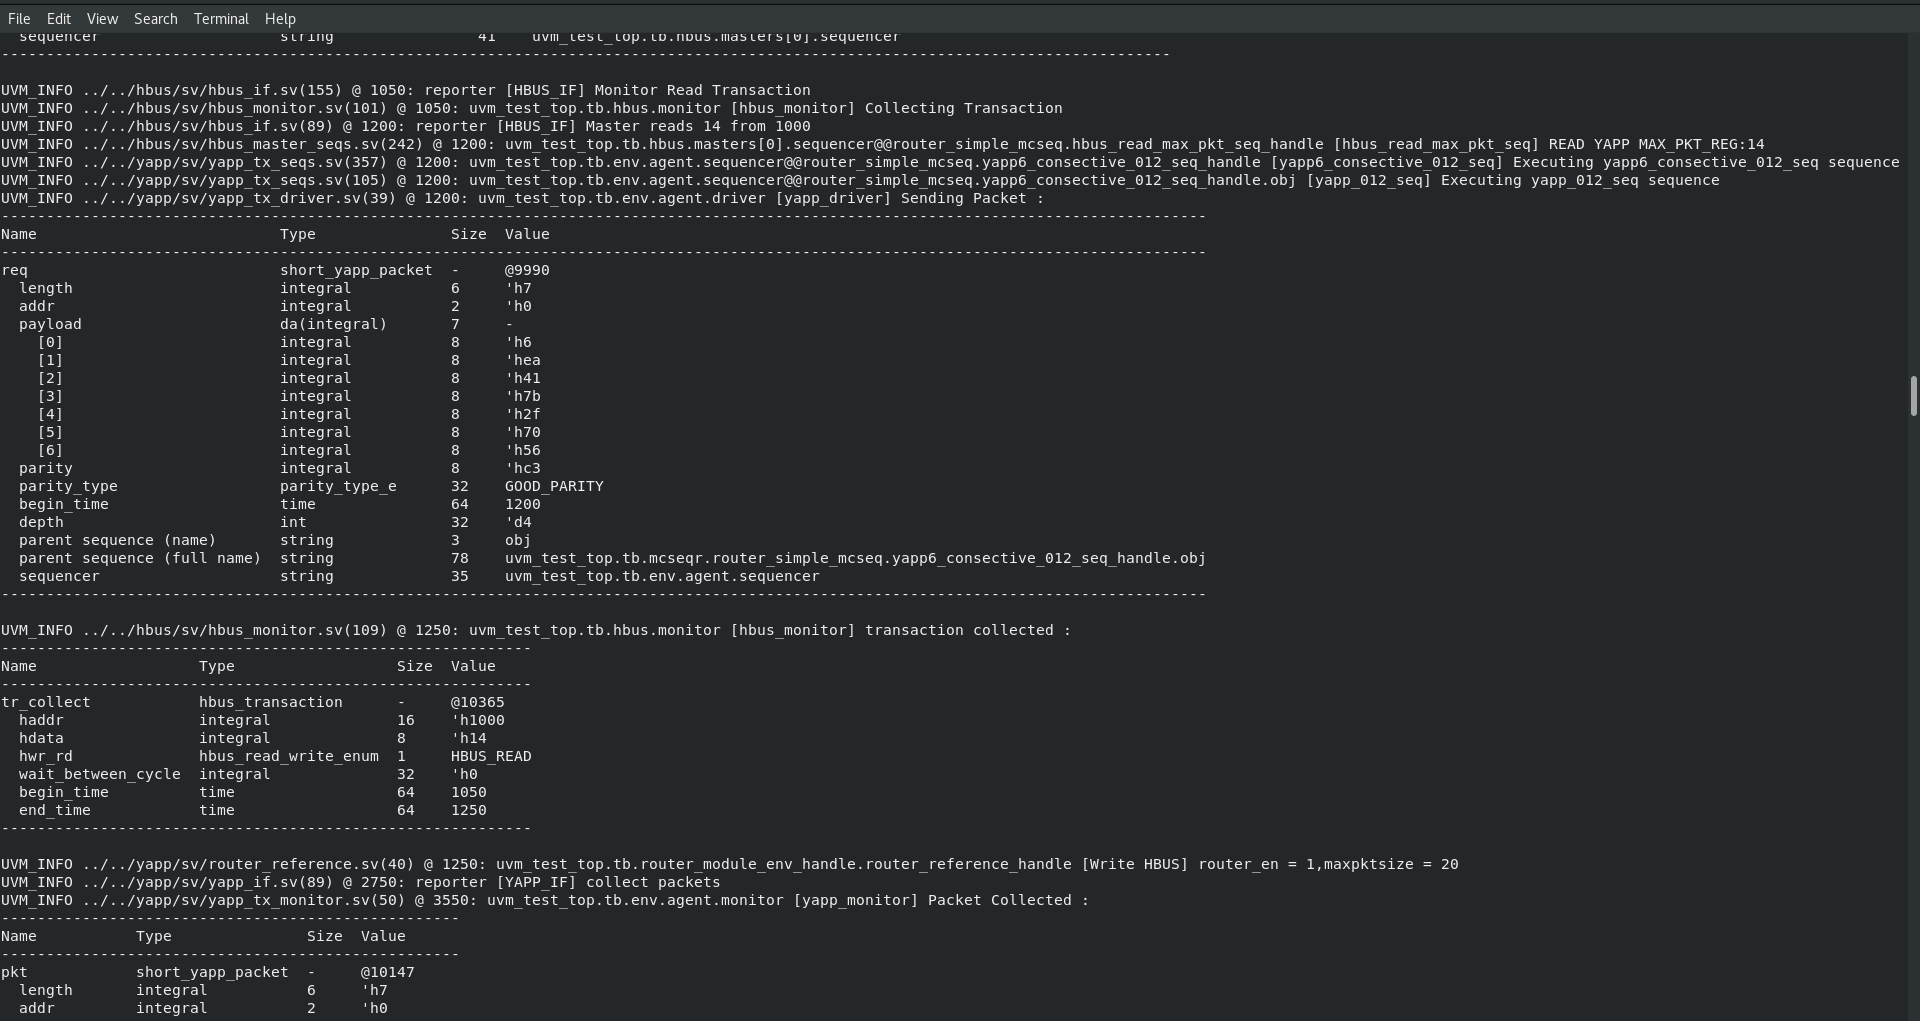 File Edit View Search Terminal Help
  sequencer                    string                41    uvm_test_top.tb.hbus.masters[0].sequencer
----------------------------------------------------------------------------------------------------------------------------------
UVM_INFO ../../hbus/sv/hbus_if.sv(155) @ 1050: reporter [HBUS_IF] Monitor Read Transaction
UVM_INFO ../../hbus/sv/hbus_monitor.sv(101) @ 1050: uvm_test_top.tb.hbus.monitor [hbus_monitor] Collecting Transaction
UVM_INFO ../../hbus/sv/hbus_if.sv(89) @ 1200: reporter [HBUS_IF] Master reads 14 from 1000
UVM_INFO ../../hbus/sv/hbus_master_seqs.sv(242) @ 1200: uvm_test_top.tb.hbus.masters[0].sequencer@@router_simple_mcseq.hbus_read_max_pkt_seq_handle [hbus_read_max_pkt_seq] READ YAPP MAX_PKT_REG:14
UVM_INFO ../../yapp/sv/yapp_tx_seqs.sv(357) @ 1200: uvm_test_top.tb.env.agent.sequencer@@router_simple_mcseq.yapp6_consective_012_seq_handle [yapp6_consective_012_seq] Executing yapp6_consective_012_seq sequence
UVM_INFO ../../yapp/sv/yapp_tx_seqs.sv(105) @ 1200: uvm_test_top.tb.env.agent.sequencer@@router_simple_mcseq.yapp6_consective_012_seq_handle.obj [yapp_012_seq] Executing yapp_012_seq sequence
UVM_INFO ../../yapp/sv/yapp_tx_driver.sv(39) @ 1200: uvm_test_top.tb.env.agent.driver [yapp_driver] Sending Packet :
--------------------------------------------------------------------------------------------------------------------------------------
Name                           Type               Size  Value
--------------------------------------------------------------------------------------------------------------------------------------
req                            short_yapp_packet  -     @9990
  length                       integral           6     'h7
  addr                         integral           2     'h0
  payload                      da(integral)       7     -
    [0]                        integral           8     'h6
    [1]                        integral           8     'hea
    [2]                        integral           8     'h41
    [3]                        integral           8     'h7b
    [4]                        integral           8     'h2f
    [5]                        integral           8     'h70
    [6]                        integral           8     'h56
  parity                       integral           8     'hc3
  parity_type                  parity_type_e      32    GOOD_PARITY
  begin_time                   time               64    1200
  depth                        int                32    'd4
  parent sequence (name)       string             3     obj
  parent sequence (full name)  string             78    uvm_test_top.tb.mcseqr.router_simple_mcseq.yapp6_consective_012_seq_handle.obj
  sequencer                    string             35    uvm_test_top.tb.env.agent.sequencer
--------------------------------------------------------------------------------------------------------------------------------------
UVM_INFO ../../hbus/sv/hbus_monitor.sv(109) @ 1250: uvm_test_top.tb.hbus.monitor [hbus_monitor] transaction collected :
-----------------------------------------------------------
Name                  Type                  Size  Value
-----------------------------------------------------------
tr_collect            hbus_transaction      -     @10365
  haddr               integral              16    'h1000
  hdata               integral              8     'h14
  hwr_rd              hbus_read_write_enum  1     HBUS_READ
  wait_between_cycle  integral              32    'h0
  begin_time          time                  64    1050
  end_time            time                  64    1250
-----------------------------------------------------------
UVM_INFO ../../yapp/sv/router_reference.sv(40) @ 1250: uvm_test_top.tb.router_module_env_handle.router_reference_handle [Write HBUS] router_en = 1,maxpktsize = 20
UVM_INFO ../../yapp/sv/yapp_if.sv(89) @ 2750: reporter [YAPP_IF] collect packets
UVM_INFO ../../yapp/sv/yapp_tx_monitor.sv(50) @ 3550: uvm_test_top.tb.env.agent.monitor [yapp_monitor] Packet Collected :
---------------------------------------------------
Name           Type               Size  Value
---------------------------------------------------
pkt            short_yapp_packet  -     @10147
  length       integral           6     'h7
  addr         integral           2     'h0